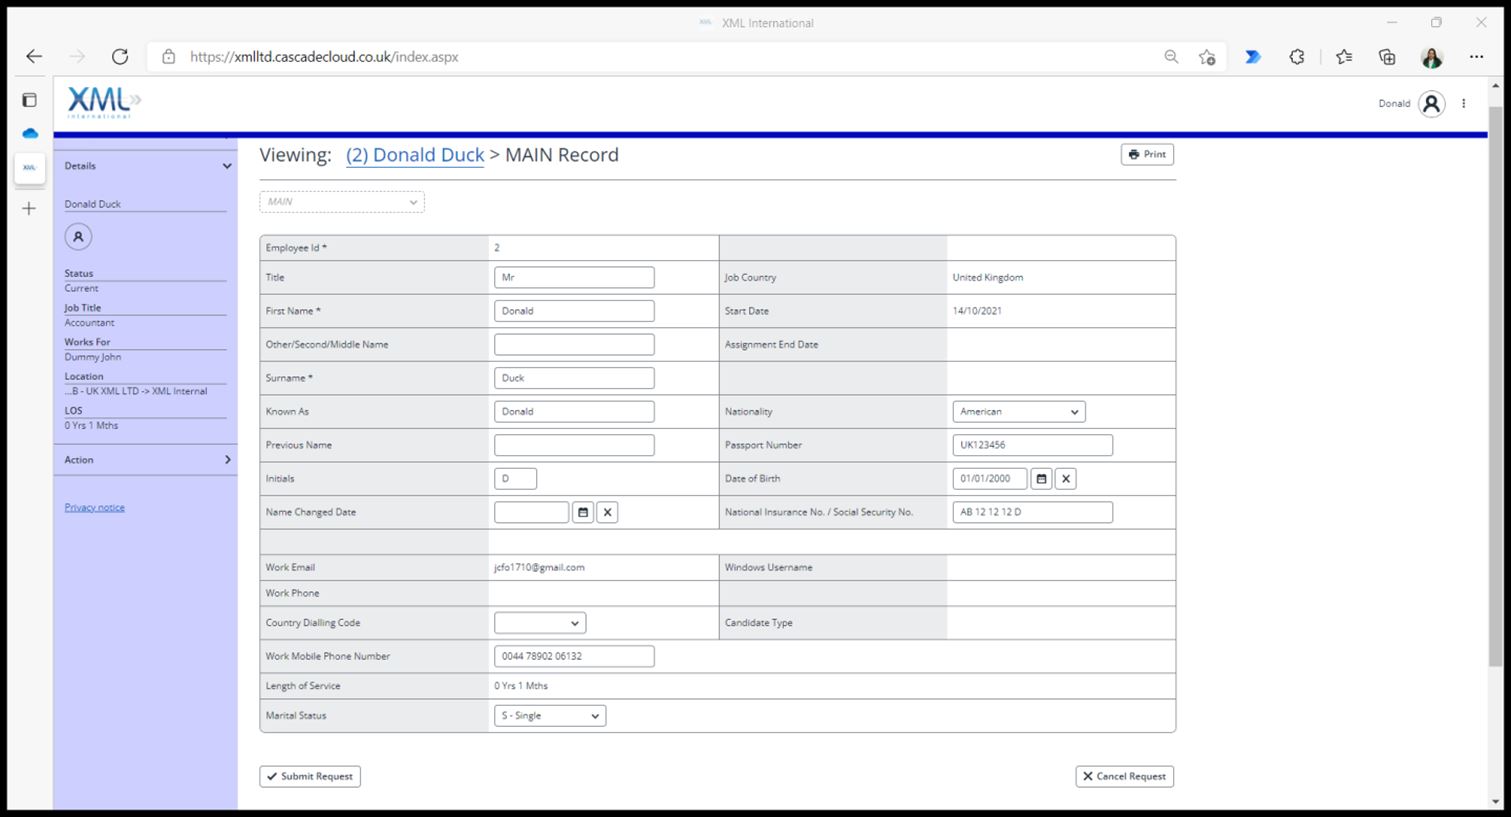 XML International
https://xmlltd.cascadecloud.co.uk/index.aspx
XML
international
Donald
Details
Donald Duck
Status
Current
Job Title
Accountant
Works For
Dummy John
Location
...B - UK XML LTD -> XML Internal
LOS
0 Yrs 1 Mths
Action
Privacy notice
Viewing: (2) Donald Duck > MAIN Record
Print
MAIN
Employee Id * 2
Title Mr Job Country United Kingdom
First Name * Donald Start Date 14/10/2021
Other/Second/Middle Name Assignment End Date
Surname * Duck
Known As Donald Nationality American
Previous Name Passport Number UK123456
Initials D Date of Birth 01/01/2000
Name Changed Date National Insurance No. / Social Security No. AB 12 12 12 D
Work Email jcfo1710@gmail.com Windows Username
Work Phone
Country Dialling Code Candidate Type
Work Mobile Phone Number 0044 78902 06132
Length of Service 0 Yrs 1 Mths
Marital Status S - Single
Submit Request Cancel Request